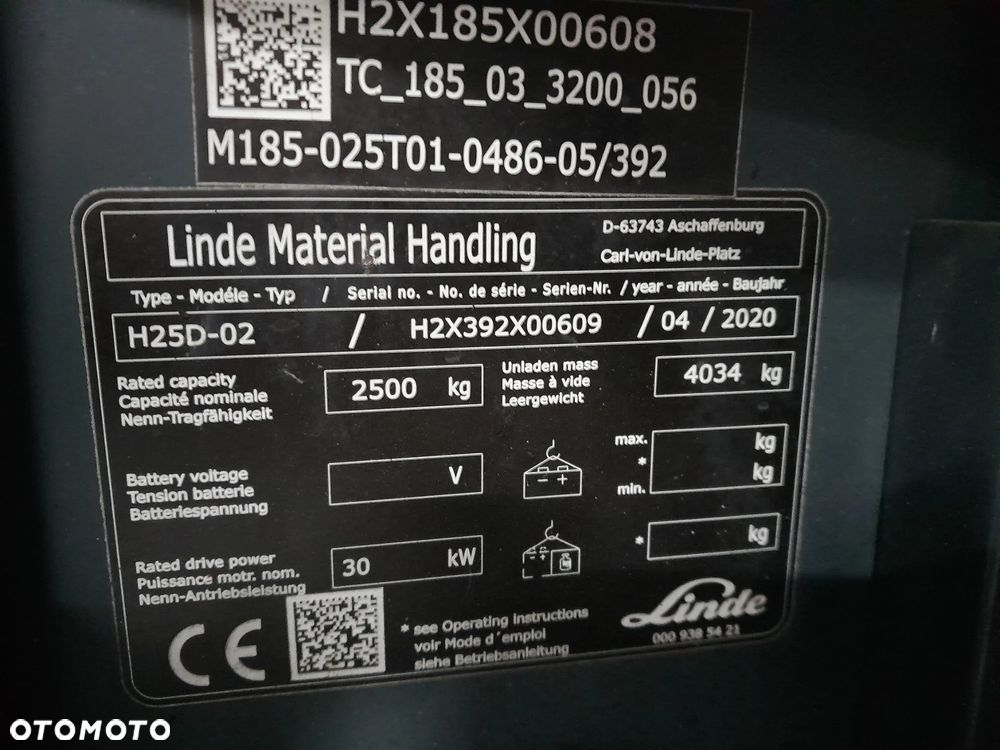 H2X185X00608
TC_185_03_3200_056
M185-025T01-0486-05/392
Linde Material Handling
D-63743 Aschaffenburg
Carl-von-Linde-Platz
Type - Modéle - Typ / Serial no. - No. de série - Serien-Nr. / year - année - Baujahr
H25D-02 / H2X392X00609 / 04 / 2020
Rated capacity
Capacité nominale
Nenn-Tragfähigkeit
2500 kg
Unladen mass
Masse à vide
Leergewicht
4034 kg
Battery voltage
Tension batterie
Batteriespannung
V
- +
max. kg
* kg
min.
Rated drive power
Puissance motr. nom.
Nenn-Antriebsleistung
30 kW
- +
* kg
CE
* see Operating instructions
voir Mode d´emploi
siehe Betriebsanleitung
Linde
000 938 54 21
OTOMOTO